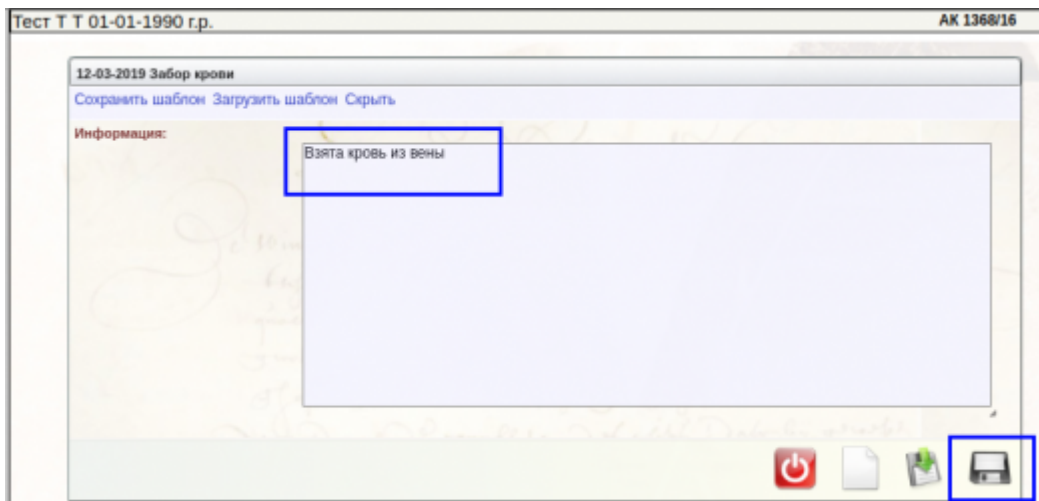 Тест Т Т 01-01-1990 г.р. АК 1368/16
12-03-2019 Забор крови
Сохранить шаблон Загрузить шаблон Скрыть
Информация:
Взята кровь из вены